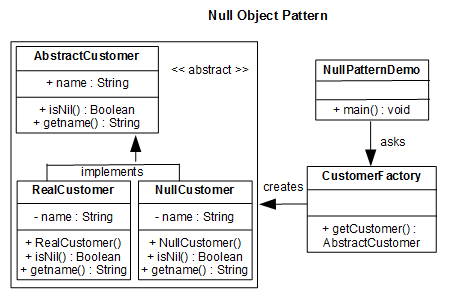 Null Object Pattern
AbstractCustomer
+ name : String
+ isNil() : Boolean
+ getname() : String
<< abstract >>
NullPatternDemo
+ main() : void
asks
implements
RealCustomer
- name : String
+ RealCustomer()
+ isNil() : Boolean
+ getname() : String
NullCustomer
- name : String
+ NullCustomer()
+ isNil() : Boolean
+ getname() : String
creates
CustomerFactory
+ getCustomer() :
AbstractCustomer